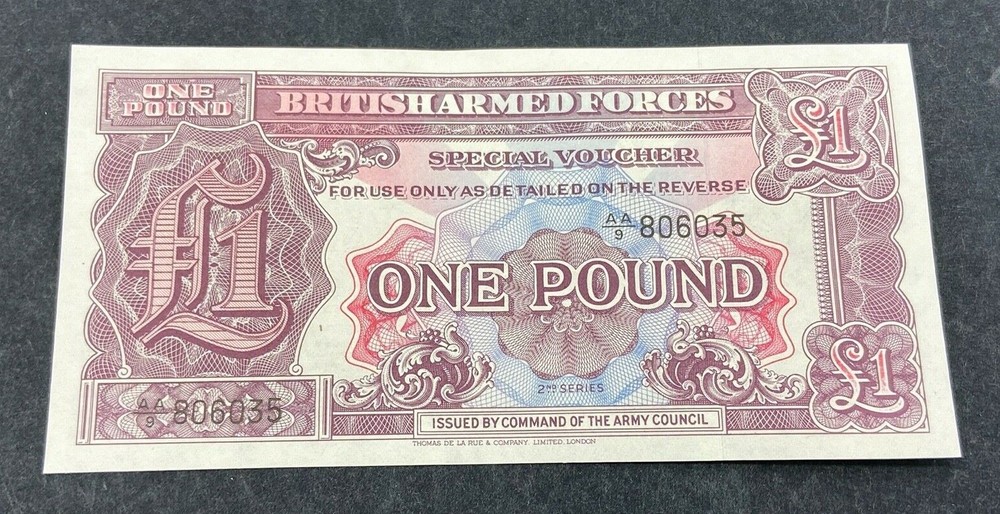 ONE
POUND
BRITISH ARMED FORCES
£1
SPECIAL VOUCHER
FOR USE ONLY AS DETAILED ON THE REVERSE
AA/9 806035
£1
ONE POUND
2ND SERIES
£1
AA/9 806035
ISSUED BY COMMAND OF THE ARMY COUNCIL
THOMAS DE LA RUE & COMPANY, LIMITED, LONDON